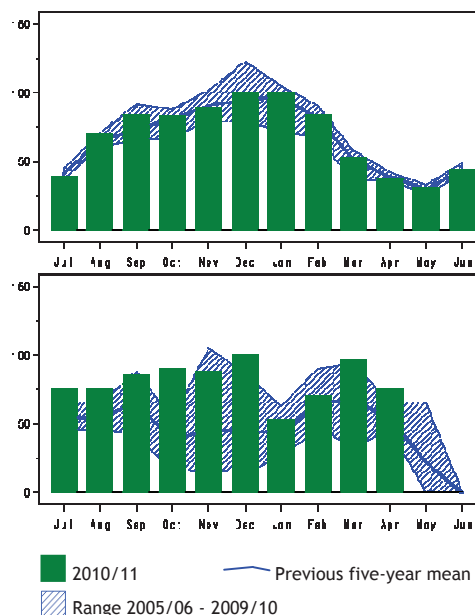 150
100
50
0
Jul Aug Sep Oct Nov Dec Jan Feb Mar Apr May Jun
150
100
50
0
Jul Aug Sep Oct Nov Dec Jan Feb Mar Apr May Jun
2010/11 Previous five-year mean
Range 2005/06 - 2009/10